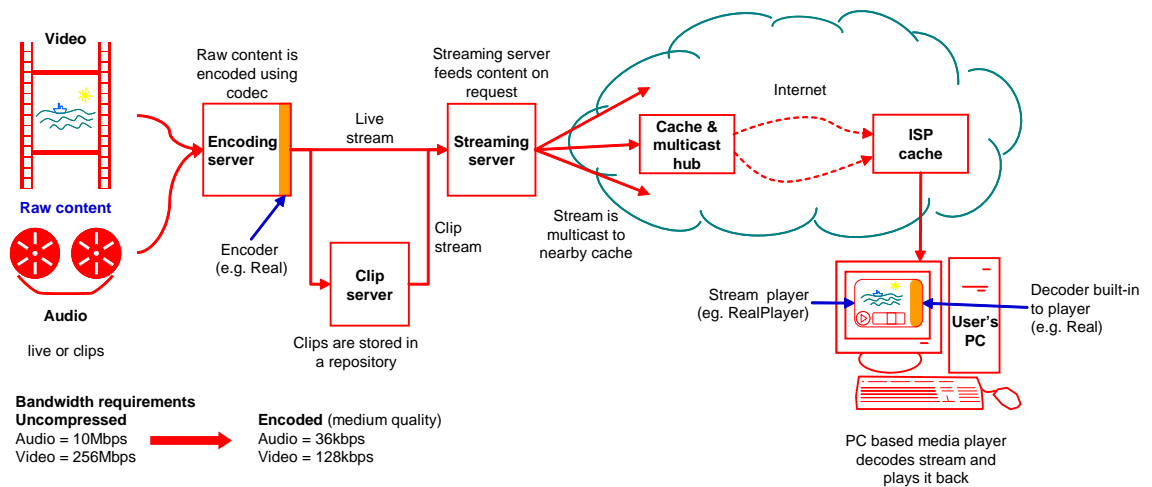 Video
Raw content
Audio
live or clips
Raw content is
encoded using
codec
Encoding
server
Encoder
(e.g. Real)
Live
stream
Clip
stream
Clip
server
Clips are stored in
a repository
Streaming server
feeds content on
request
Streaming
server
Stream is
multicast to
nearby cache
Internet
Cache &
multicast
hub
ISP
cache
Stream player
(eg. RealPlayer)
User's
PC
Decoder built-in
to player
(e.g. Real)
PC based media player
decodes stream and
plays it back
Bandwidth requirements
Uncompressed
Audio = 10Mbps
Video = 256Mbps
Encoded (medium quality)
Audio = 36kbps
Video = 128kbps